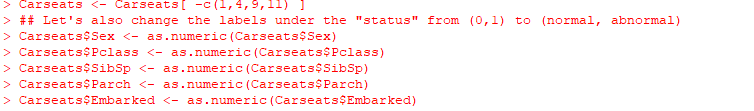 > Carseats <- Carseats[ -c(1,4,9,11) ]
> ## Let's also change the labels under the "status" from (0,1) to (normal, abnormal)
> Carseats$Sex <- as.numeric(Carseats$Sex)
> Carseats$Pclass <- as.numeric(Carseats$Pclass)
> Carseats$SibSp <- as.numeric(Carseats$SibSp)
> Carseats$Parch <- as.numeric(Carseats$Parch)
> Carseats$Embarked <- as.numeric(Carseats$Embarked)